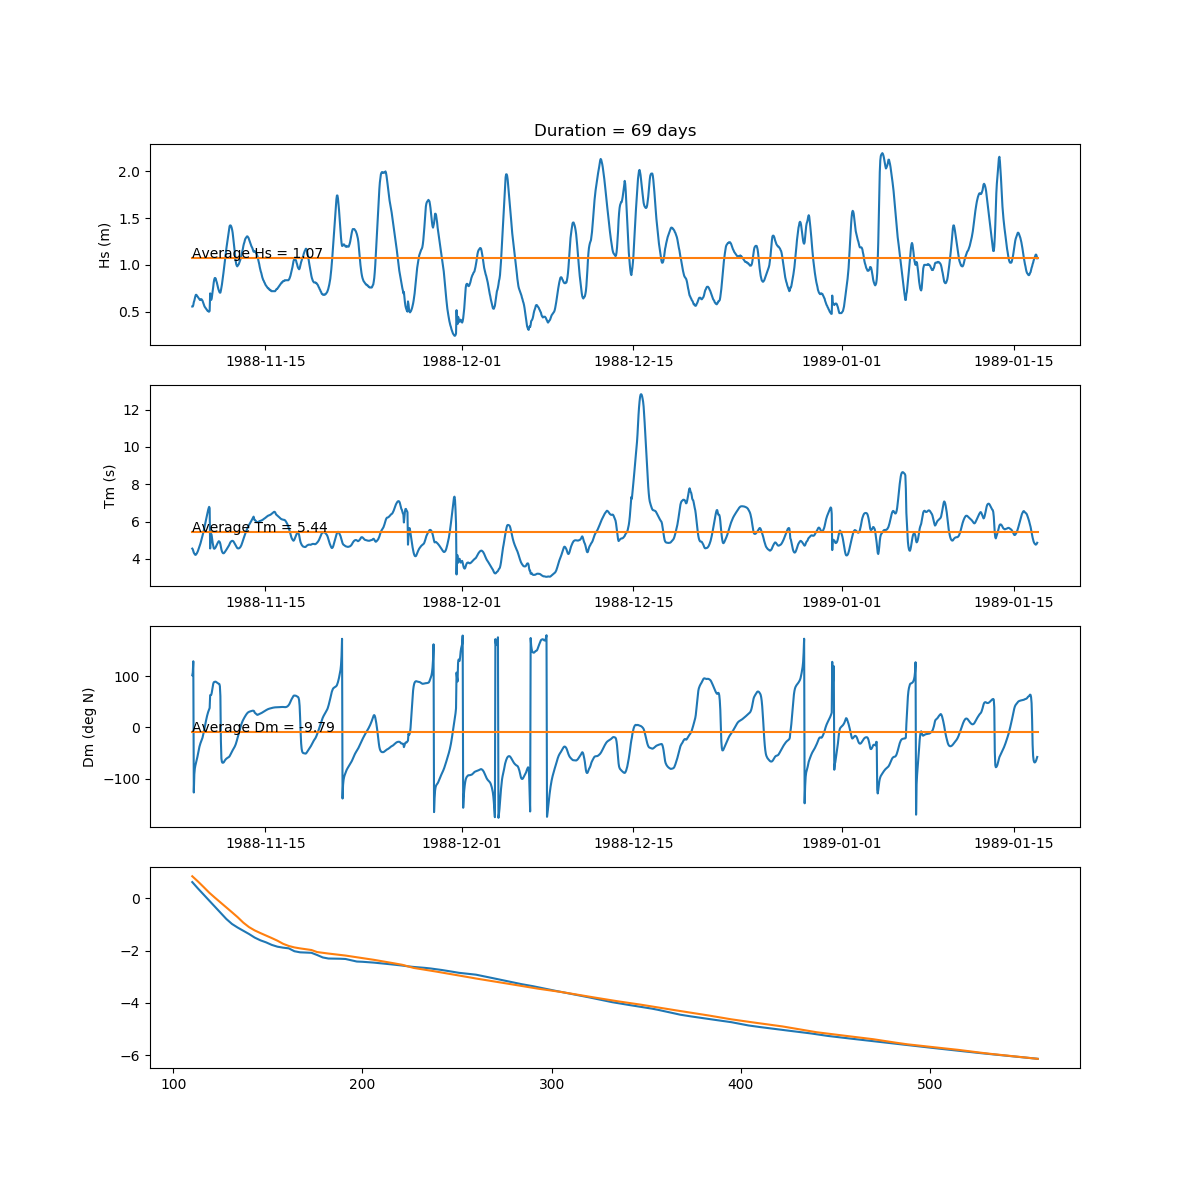 Duration = 69 days
2.0
1.5
1.0
0.5
Hs (m)
Average Hs = 1.07
1988-11-15 1988-12-01 1988-12-15 1989-01-01 1989-01-15
12
10
8
6
4
Tm (s)
Average Tm = 5.44
1988-11-15 1988-12-01 1988-12-15 1989-01-01 1989-01-15
100
0
−100
Dm (deg N)
Average Dm = -9.79
1988-11-15 1988-12-01 1988-12-15 1989-01-01 1989-01-15
0
−2
−4
−6
100 200 300 400 500